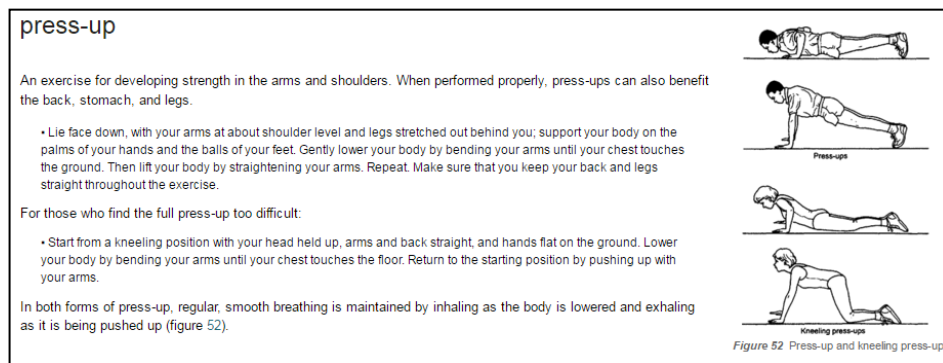 press-up
An exercise for developing strength in the arms and shoulders. When performed properly, press-ups can also benefit
the back, stomach, and legs.
• Lie face down, with your arms at about shoulder level and legs stretched out behind you; support your body on the
palms of your hands and the balls of your feet. Gently lower your body by bending your arms until your chest touches
the ground. Then lift your body by straightening your arms. Repeat. Make sure that you keep your back and legs
straight throughout the exercise.
For those who find the full press-up too difficult:
• Start from a kneeling position with your head held up, arms and back straight, and hands flat on the ground. Lower
your body by bending your arms until your chest touches the floor. Return to the starting position by pushing up with
your arms.
In both forms of press-up, regular, smooth breathing is maintained by inhaling as the body is lowered and exhaling
as it is being pushed up (figure 52).
Press-ups
Kneeling press-ups
Figure 52 Press-up and kneeling press-up